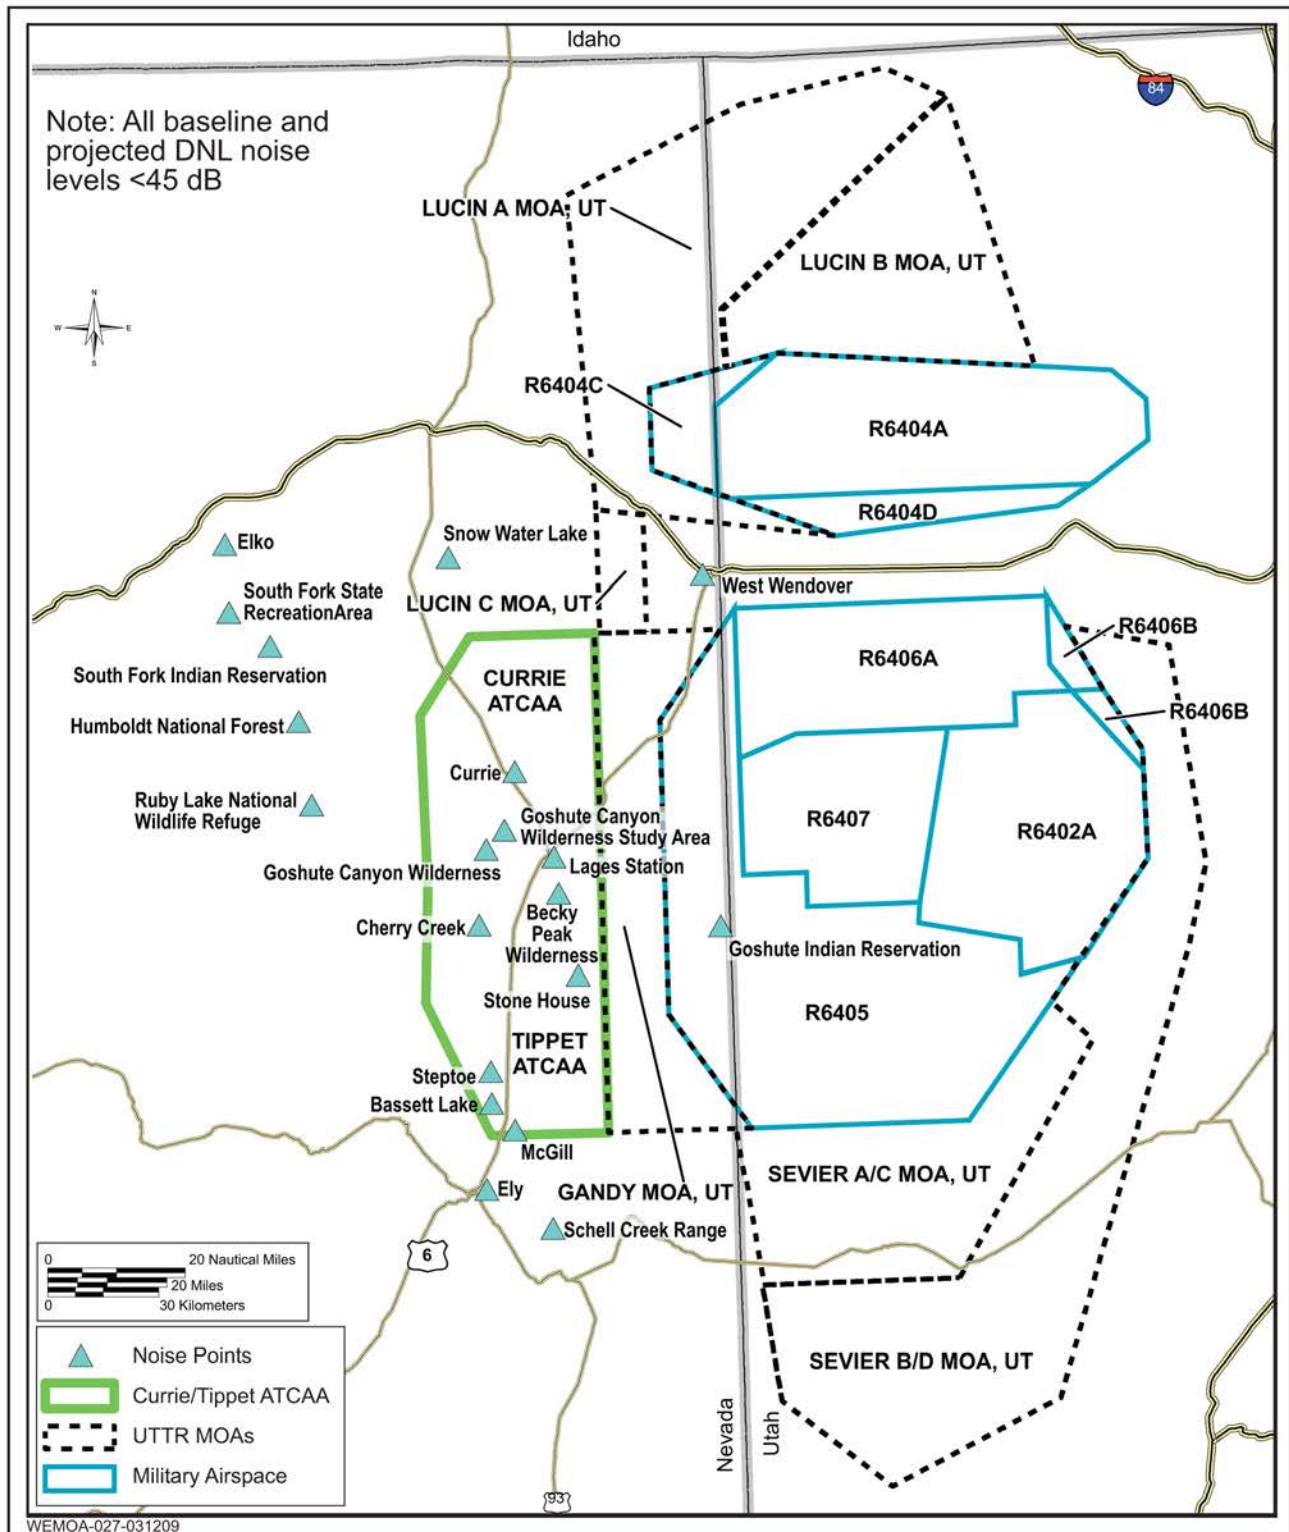 Idaho
84
Note: All baseline and
projected DNL noise
levels <45 dB
LUCIN A MOA, UT
LUCIN B MOA, UT
N
W E
S
R6404C
R6404A
R6404D
Snow Water Lake
Elko
South Fork State
RecreationArea
LUCIN C MOA, UT
West Wendover
South Fork Indian Reservation
R6406B
R6406A
CURRIE
ATCAA
Humboldt National Forest
R6406B
Currie
Ruby Lake National
Wildlife Refuge
Goshute Canyon
Wilderness Study Area
R6407
R6402A
Goshute Canyon Wilderness
Lages Station
Cherry Creek
Becky
Peak
Wilderness
Goshute Indian Reservation
Stone House
R6405
TIPPET
ATCAA
Steptoe
Bassett Lake
McGill
SEVIER A/C MOA, UT
Ely
GANDY MOA, UT
Schell Creek Range
6
0 20 Nautical Miles
20 Miles
0 30 Kilometers
SEVIER B/D MOA, UT
Noise Points
Currie/Tippet ATCAA
UTTR MOAs
Military Airspace
Nevada
Utah
93
WEMOA-027-031209